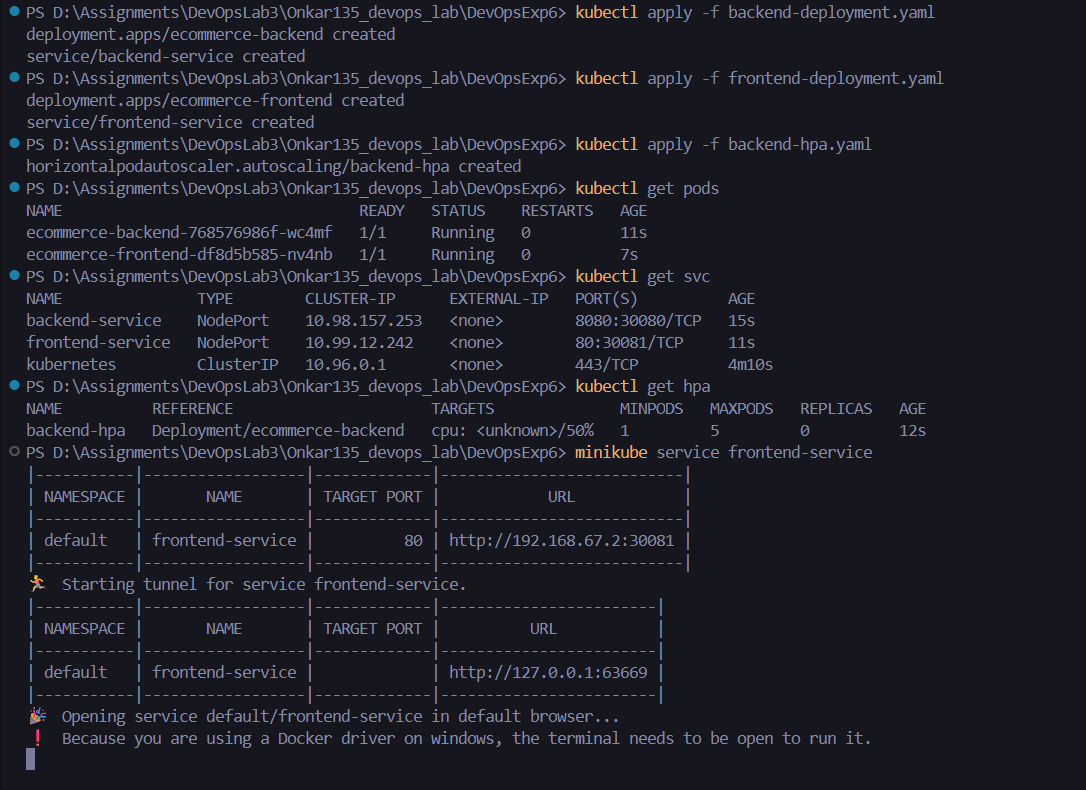 PS D:\Assignments\DevOpsLab3\Onkar135_devops_lab\DevOpsExp6> kubectl apply -f backend-deployment.yaml
deployment.apps/ecommerce-backend created
service/backend-service created
PS D:\Assignments\DevOpsLab3\Onkar135_devops_lab\DevOpsExp6> kubectl apply -f frontend-deployment.yaml
deployment.apps/ecommerce-frontend created
service/frontend-service created
PS D:\Assignments\DevOpsLab3\Onkar135_devops_lab\DevOpsExp6> kubectl apply -f backend-hpa.yaml
horizontalpodautoscaler.autoscaling/backend-hpa created
PS D:\Assignments\DevOpsLab3\Onkar135_devops_lab\DevOpsExp6> kubectl get pods
NAME                                 READY   STATUS    RESTARTS   AGE
ecommerce-backend-768576986f-wc4mf   1/1     Running   0          11s
ecommerce-frontend-df8d5b585-nv4nb   1/1     Running   0          7s
PS D:\Assignments\DevOpsLab3\Onkar135_devops_lab\DevOpsExp6> kubectl get svc
NAME               TYPE        CLUSTER-IP      EXTERNAL-IP   PORT(S)          AGE
backend-service    NodePort    10.98.157.253   <none>        8080:30080/TCP   15s
frontend-service   NodePort    10.99.12.242    <none>        80:30081/TCP     11s
kubernetes         ClusterIP   10.96.0.1       <none>        443/TCP          4m10s
PS D:\Assignments\DevOpsLab3\Onkar135_devops_lab\DevOpsExp6> kubectl get hpa
NAME          REFERENCE                      TARGETS              MINPODS   MAXPODS   REPLICAS   AGE
backend-hpa   Deployment/ecommerce-backend   cpu: <unknown>/50%   1         5         0          12s
PS D:\Assignments\DevOpsLab3\Onkar135_devops_lab\DevOpsExp6> minikube service frontend-service
|-----------|------------------|-------------|---------------------------|
| NAMESPACE |       NAME       | TARGET PORT |            URL            |
|-----------|------------------|-------------|---------------------------|
| default   | frontend-service |          80 | http://192.168.67.2:30081 |
|-----------|------------------|-------------|---------------------------|
🏃  Starting tunnel for service frontend-service.
|-----------|------------------|-------------|------------------------|
| NAMESPACE |       NAME       | TARGET PORT |          URL           |
|-----------|------------------|-------------|------------------------|
| default   | frontend-service |             | http://127.0.0.1:63669 |
|-----------|------------------|-------------|------------------------|
🎉  Opening service default/frontend-service in default browser...
❗  Because you are using a Docker driver on windows, the terminal needs to be open to run it.